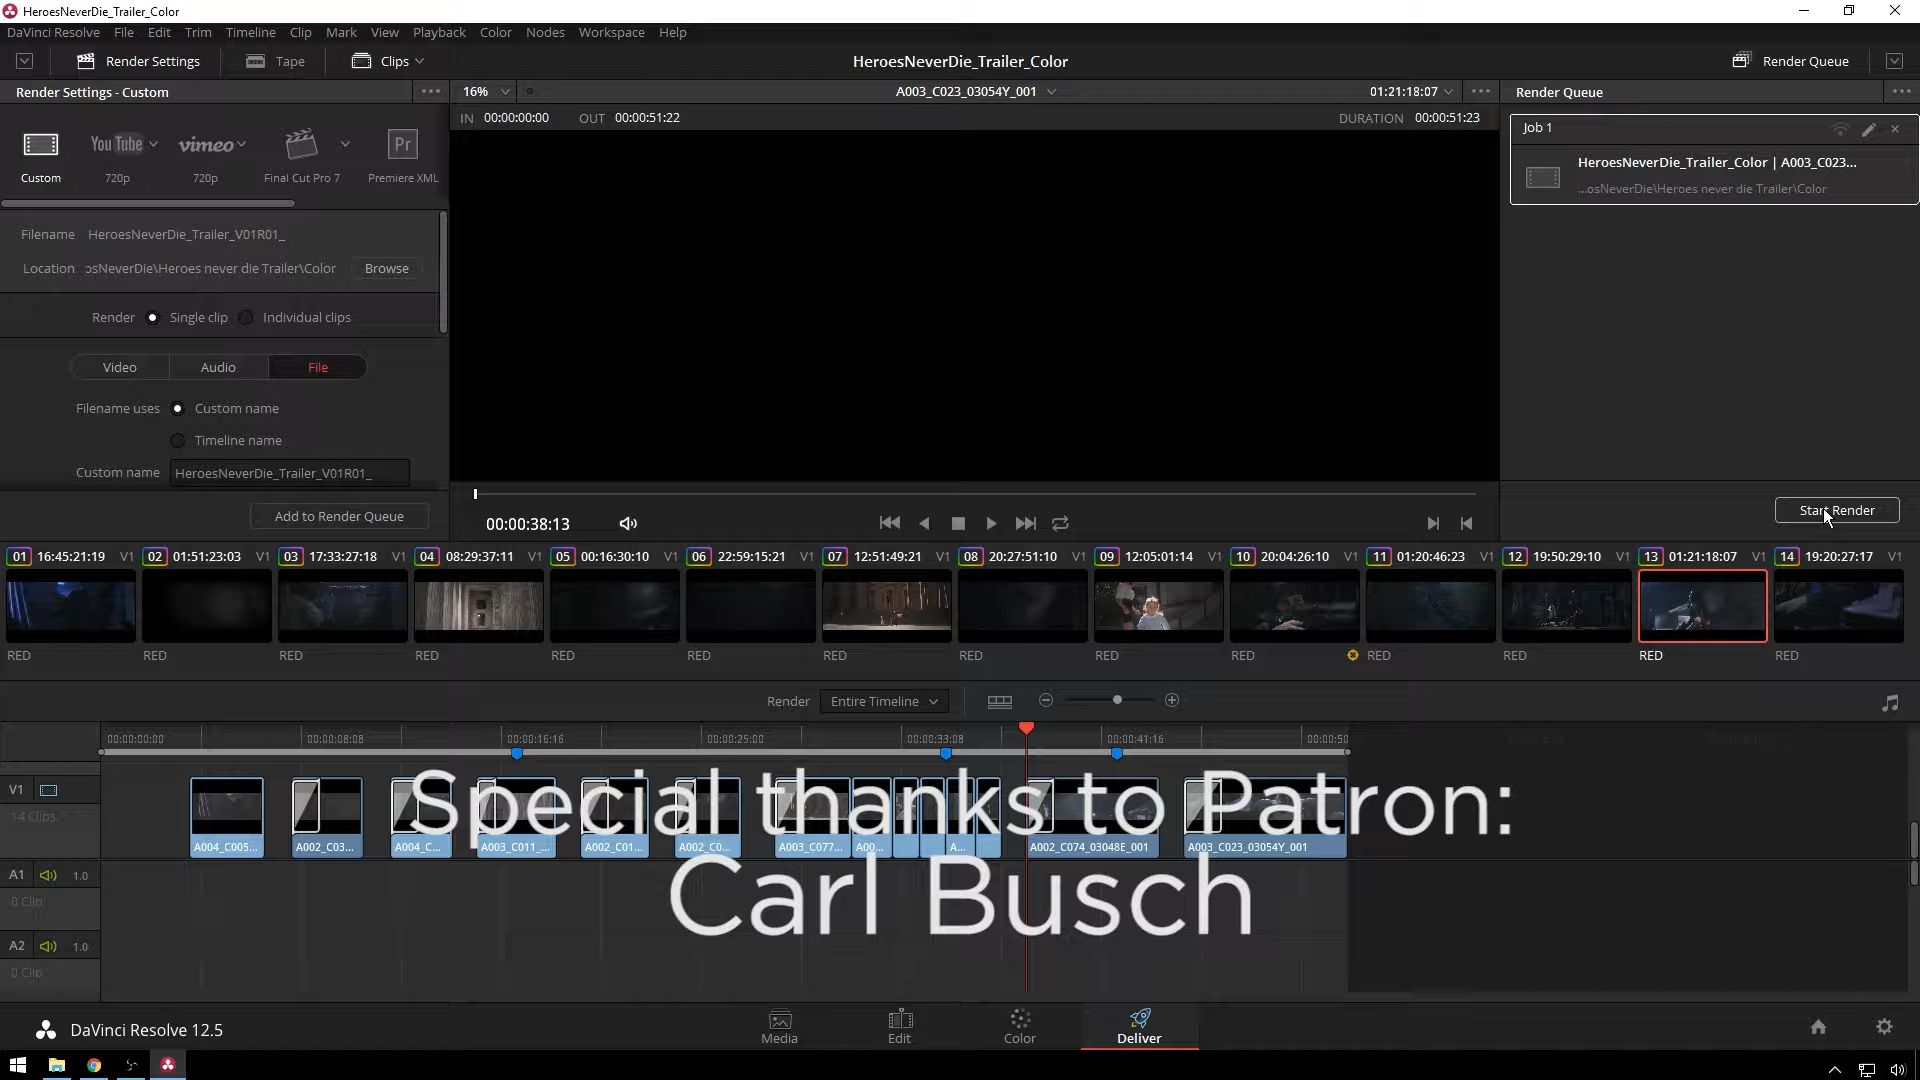 HeroesNeverDie_Trailer_Color
DaVinci Resolve File Edit Trim Timeline Clip Mark View Playback Color Nodes Workspace Help
Render Settings Tape Clips HeroesNeverDie_Trailer_Color Render Queue
Render Settings - Custom ••• 16% A003_C023_03054Y_001 01:21:18:07 ••• Render Queue •••
IN 00:00:00:00 OUT 00:00:51:22 DURATION 00:00:51:23
Job 1
YouTube vimeo Pr
HeroesNeverDie_Trailer_Color | A003_C023...
Custom 720p 720p Final Cut Pro 7 Premiere XML
...osNeverDie\Heroes never die Trailer\Color
Filename HeroesNeverDie_Trailer_V01R01_
Location osNeverDie\Heroes never die Trailer\Color Browse
Render Single clip Individual clips
Video Audio File
Filename uses Custom name
Timeline name
Custom name HeroesNeverDie_Trailer_V01R01_
Add to Render Queue
00:00:38:13
Start Render
01 16:45:21:19 V1 02 01:51:23:03 V1 03 17:33:27:18 V1 04 08:29:37:11 V1 05 00:16:30:10 V1 06 22:59:15:21 V1 07 12:51:49:21 V1 08 20:27:51:10 V1 09 12:05:01:14 V1 10 20:04:26:10 V1 11 01:20:46:23 V1 12 19:50:29:10 V1 13 01:21:18:07 V1 14 19:20:27:17 V1
RED RED RED RED RED RED RED RED RED RED RED RED RED RED
Render Entire Timeline
00:00:00:00 00:00:08:08 00:00:16:16 00:00:25:00 00:00:33:08 00:00:41:16 00:00:50
V1
14 Clips
Special thanks to Patron:
A004_C005... A002_C03... A004_C... A003_C011_... A002_C01... A002_C0... A003_C077... A00... A... A002_C074_03048E_001 A003_C023_03054Y_001
Carl Busch
A1 1.0
0 Clip
A2 1.0
0 Clip
DaVinci Resolve 12.5
Media Edit Color Deliver